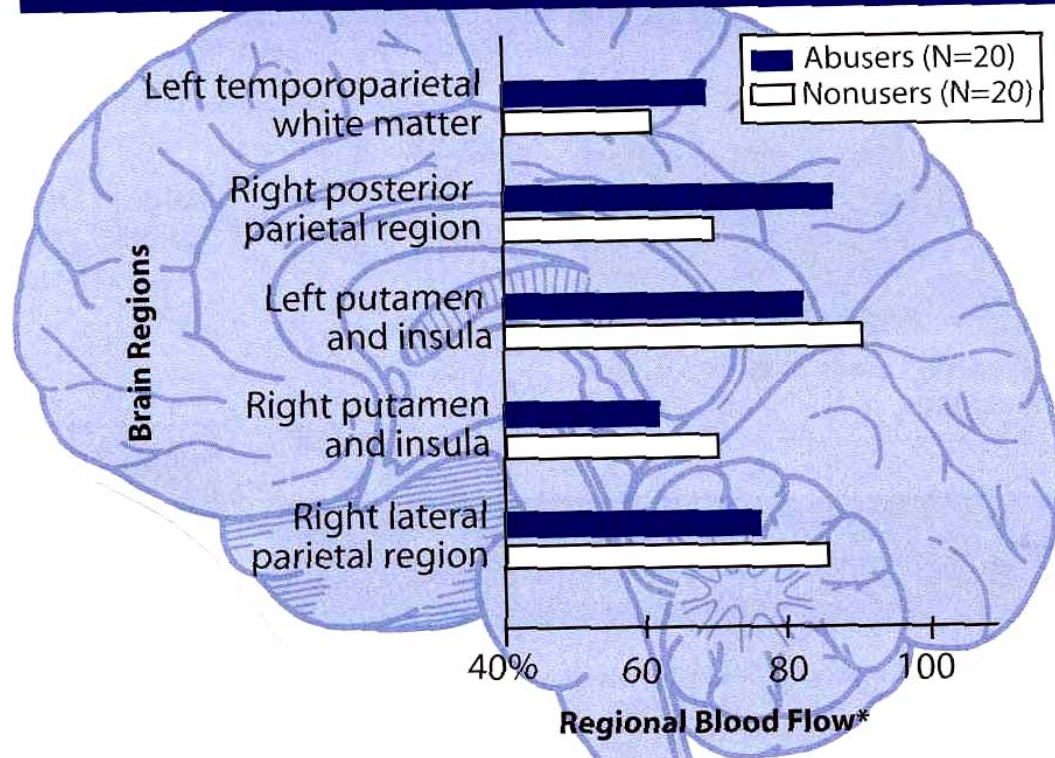 Abusers (N=20)
Nonusers (N=20)
Left temporoparietal
white matter
Right posterior
parietal region
Left putamen
and insula
Right putamen
and insula
Right lateral
parietal region
Brain Regions
40% 60 80 100
Regional Blood Flow*